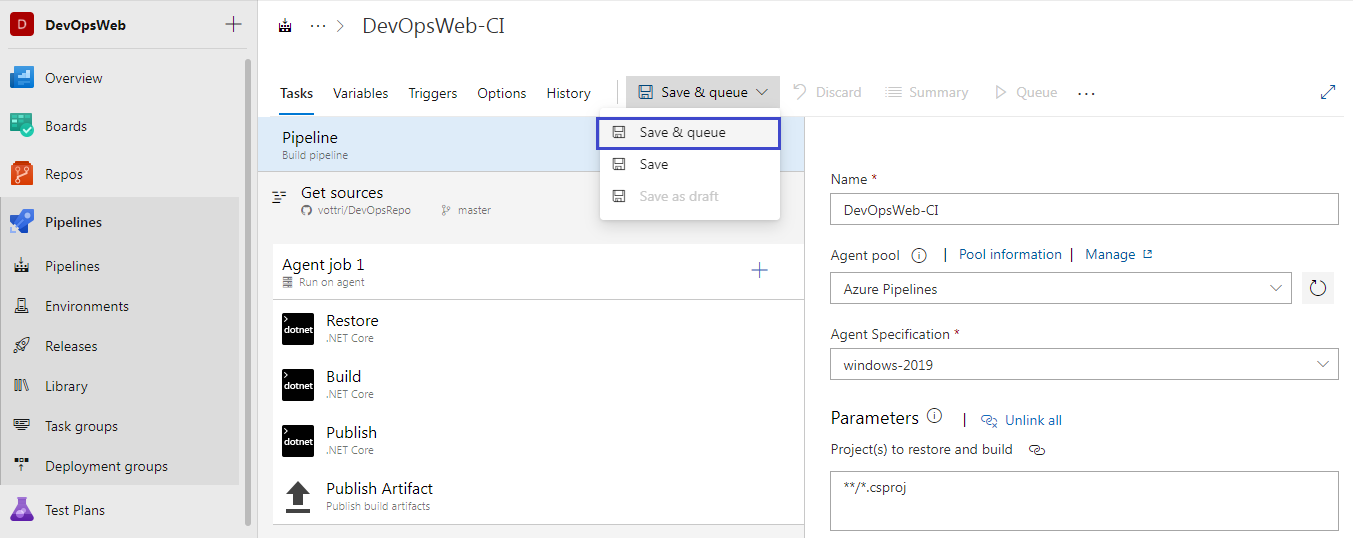 D DevOpsWeb
Overview
Boards
Repos
Pipelines
Pipelines
Environments
Releases
Library
Task groups
Deployment groups
Test Plans
··· DevOpsWeb-CI
Tasks Variables Triggers Options History Save & queue Discard Summary Queue ···
Save & queue
Save
Save as draft
Pipeline
Build pipeline
Get sources
vottri/DevOpsRepo master
Agent job 1
Run on agent
dotnet Restore
.NET Core
dotnet Build
.NET Core
dotnet Publish
.NET Core
Publish Artifact
Publish build artifacts
Name *
DevOpsWeb-CI
Agent pool | Pool information | Manage
Azure Pipelines
Agent Specification *
windows-2019
Parameters | Unlink all
Project(s) to restore and build
**/*.csproj